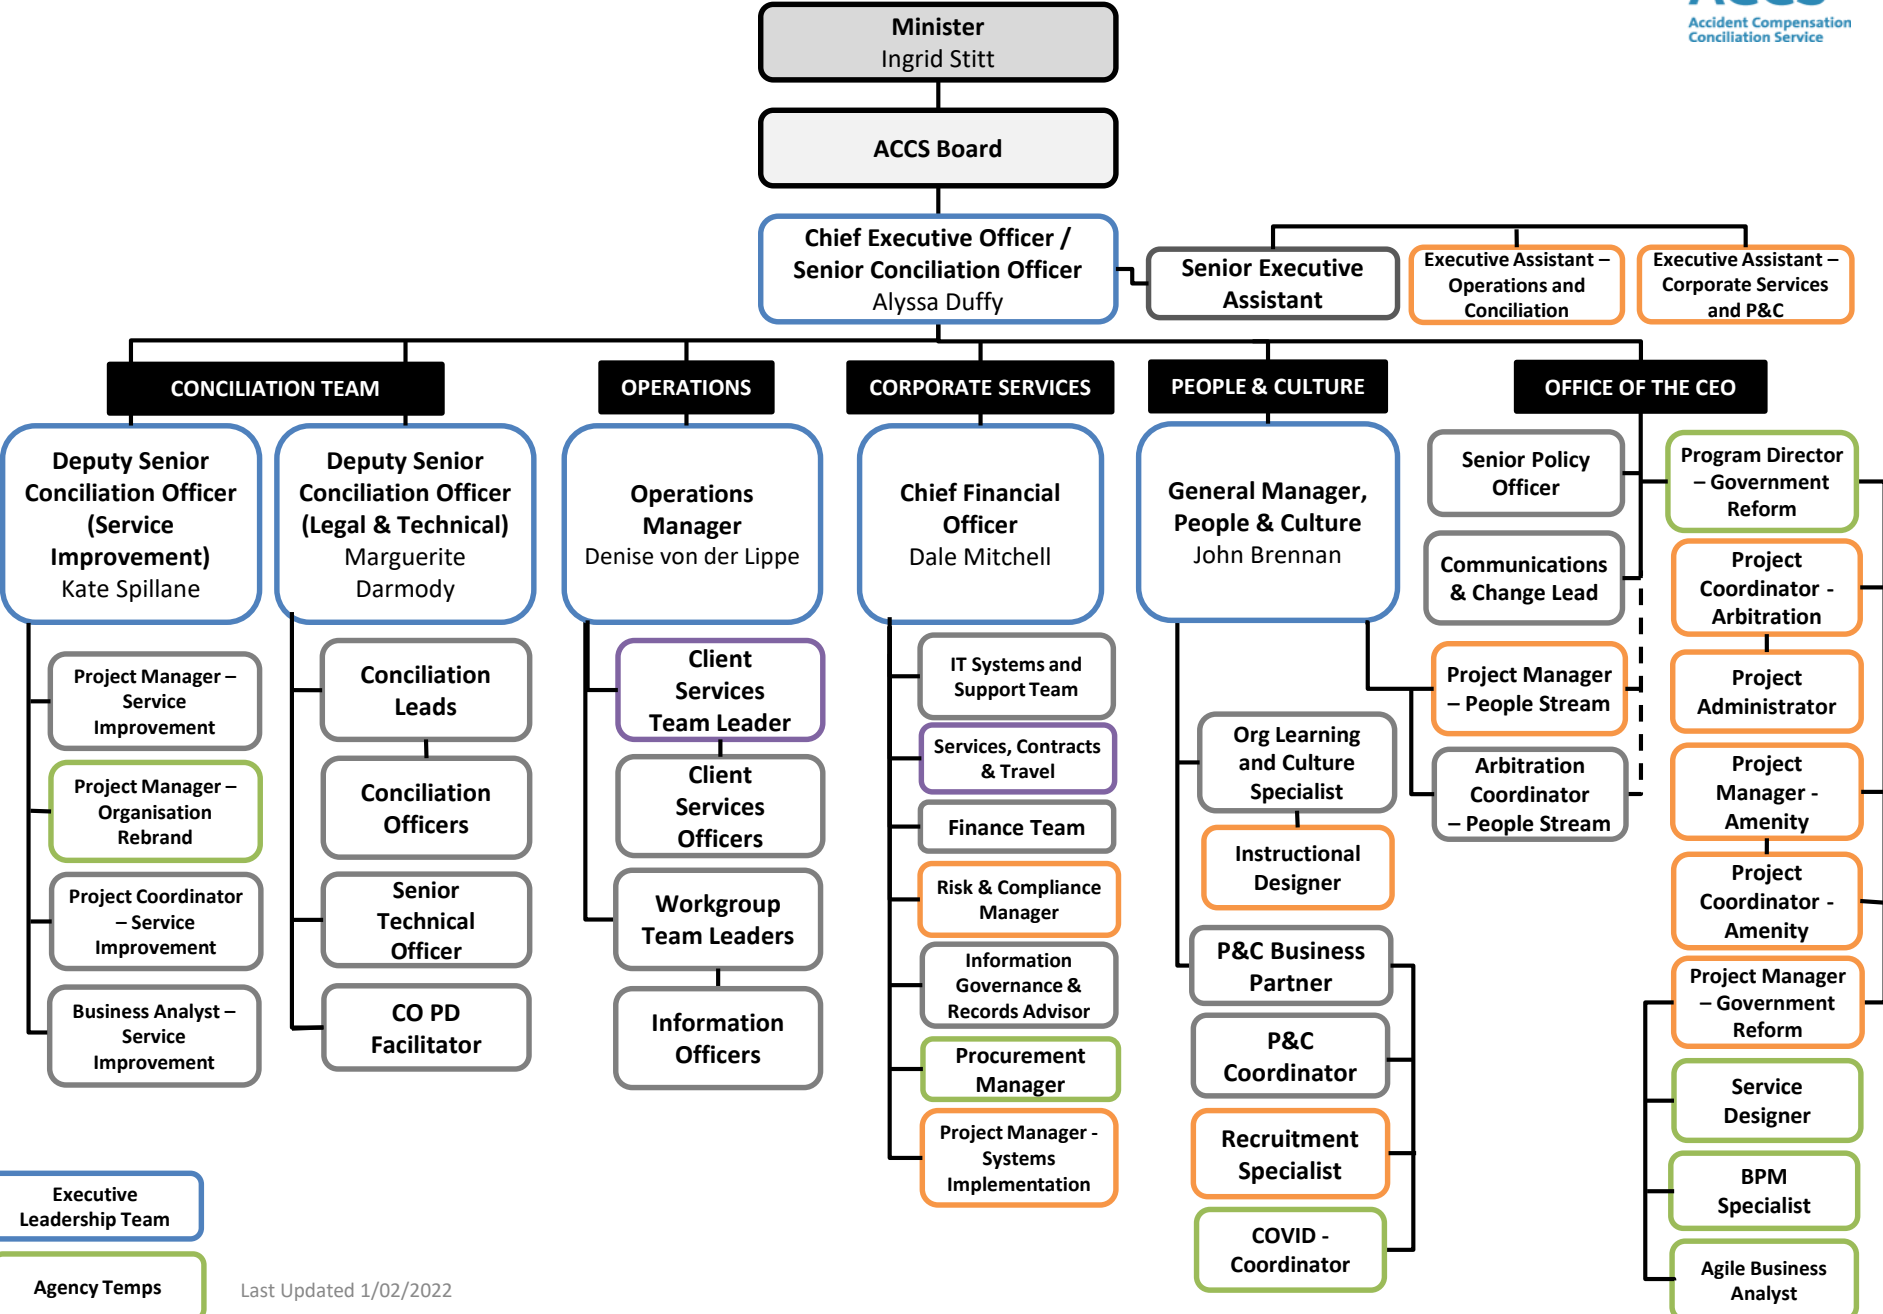 ACCS
Accident Compensation
Conciliation Service
Minister
Ingrid Stitt
ACCS Board
Chief Executive Officer /
Senior Conciliation Officer
Alyssa Duffy
Senior Executive
Assistant
Executive Assistant –
Operations and
Conciliation
Executive Assistant –
Corporate Services
and P&C
CONCILIATION TEAM
Deputy Senior
Conciliation Officer
(Service
Improvement)
Kate Spillane
Project Manager –
Service
Improvement
Project Manager –
Organisation
Rebrand
Project Coordinator
– Service
Improvement
Business Analyst –
Service
Improvement
Deputy Senior
Conciliation Officer
(Legal & Technical)
Marguerite
Darmody
Conciliation
Leads
Conciliation
Officers
Senior
Technical
Officer
CO PD
Facilitator
OPERATIONS
Operations
Manager
Denise von der Lippe
Client
Services
Team Leader
Client
Services
Officers
Workgroup
Team Leaders
Information
Officers
CORPORATE SERVICES
Chief Financial
Officer
Dale Mitchell
IT Systems and
Support Team
Services, Contracts
& Travel
Finance Team
Risk & Compliance
Manager
Information
Governance &
Records Advisor
Procurement
Manager
Project Manager -
Systems
Implementation
PEOPLE & CULTURE
General Manager,
People & Culture
John Brennan
Org Learning
and Culture
Specialist
Instructional
Designer
P&C Business
Partner
P&C
Coordinator
Recruitment
Specialist
COVID -
Coordinator
OFFICE OF THE CEO
Senior Policy
Officer
Communications
& Change Lead
Project Manager
– People Stream
Arbitration
Coordinator
– People Stream
Program Director
– Government
Reform
Project
Coordinator -
Arbitration
Project
Administrator
Project
Manager -
Amenity
Project
Coordinator -
Amenity
Project Manager
– Government
Reform
Service
Designer
BPM
Specialist
Agile Business
Analyst
Executive
Leadership Team
Agency Temps
Last Updated 1/02/2022